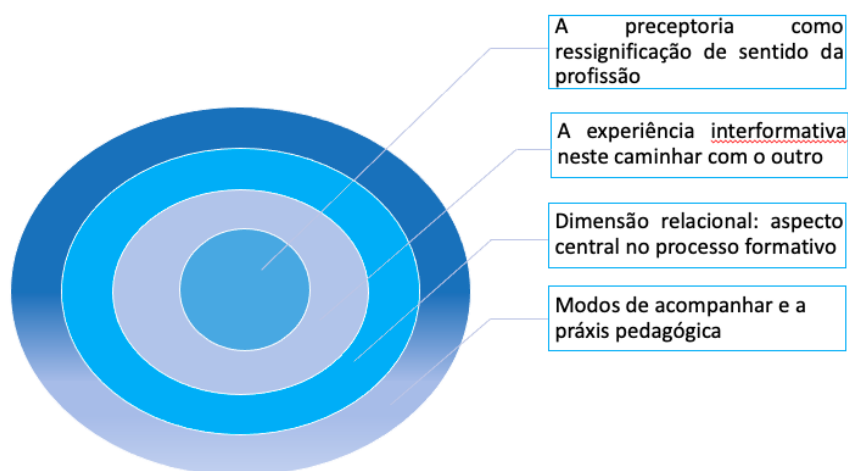 A preceptoria como
ressignificação de sentido da
profissão
A experiência interformativa
neste caminhar com o outro
Dimensão relacional: aspecto
central no processo formativo
Modos de acompanhar e a
práxis pedagógica